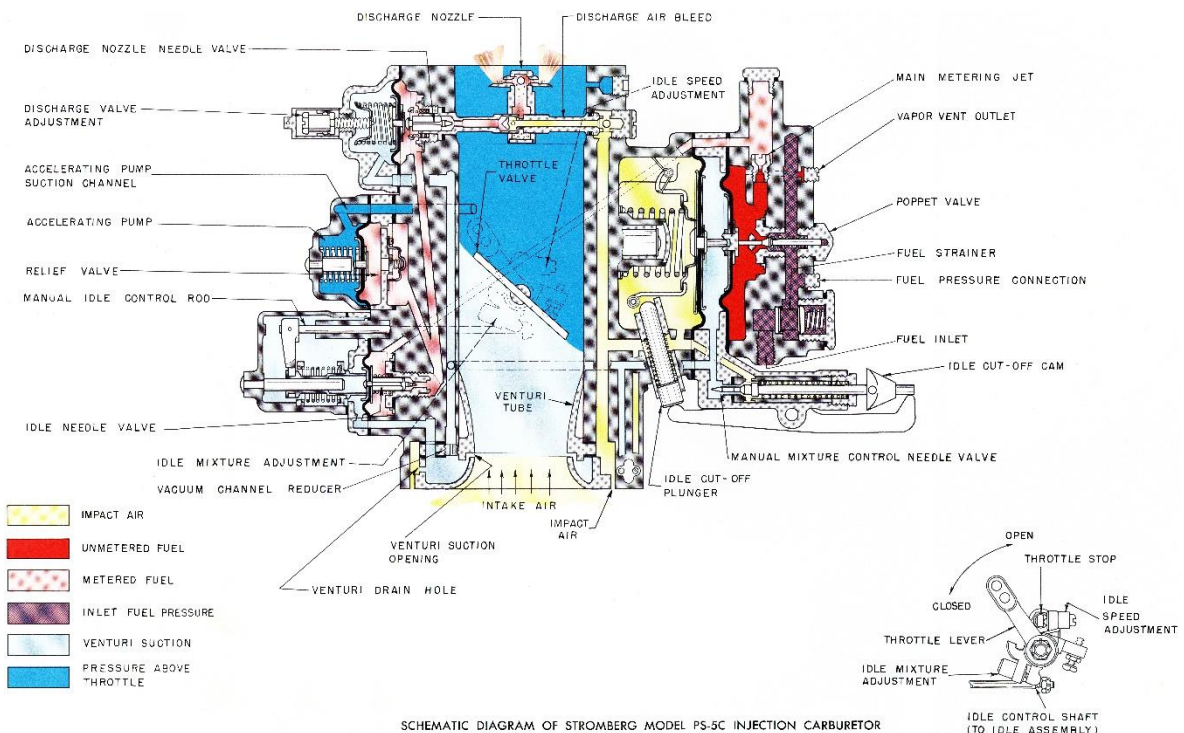 DISCHARGE NOZZLE
DISCHARGE AIR BLEED
DISCHARGE NOZZLE NEEDLE VALVE
IDLE SPEED
ADJUSTMENT
MAIN METERING JET
DISCHARGE VALVE
ADJUSTMENT
VAPOR VENT OUTLET
ACCELERATING PUMP
SUCTION CHANNEL
THROTTLE
VALVE
POPPET VALVE
ACCELERATING PUMP
FUEL STRAINER
RELIEF VALVE
FUEL PRESSURE CONNECTION
MANUAL IDLE CONTROL ROD
FUEL INLET
IDLE CUT-OFF CAM
VENTURI
TUBE
IDLE NEEDLE VALVE
IDLE MIXTURE ADJUSTMENT
MANUAL MIXTURE CONTROL NEEDLE VALVE
VACUUM CHANNEL REDUCER
IDLE CUT-OFF
PLUNGER
INTAKE AIR
IMPACT
AIR
VENTURI SUCTION
OPENING
VENTURI DRAIN HOLE
IMPACT AIR
UNMETERED FUEL
METERED FUEL
INLET FUEL PRESSURE
VENTURI SUCTION
PRESSURE ABOVE
THROTTLE
OPEN
THROTTLE STOP
CLOSED
IDLE
SPEED
ADJUSTMENT
THROTTLE LEVER
IDLE MIXTURE
ADJUSTMENT
IDLE CONTROL SHAFT
(TO IDLE ASSEMBLY)
SCHEMATIC DIAGRAM OF STROMBERG MODEL PS-5C INJECTION CARBURETOR